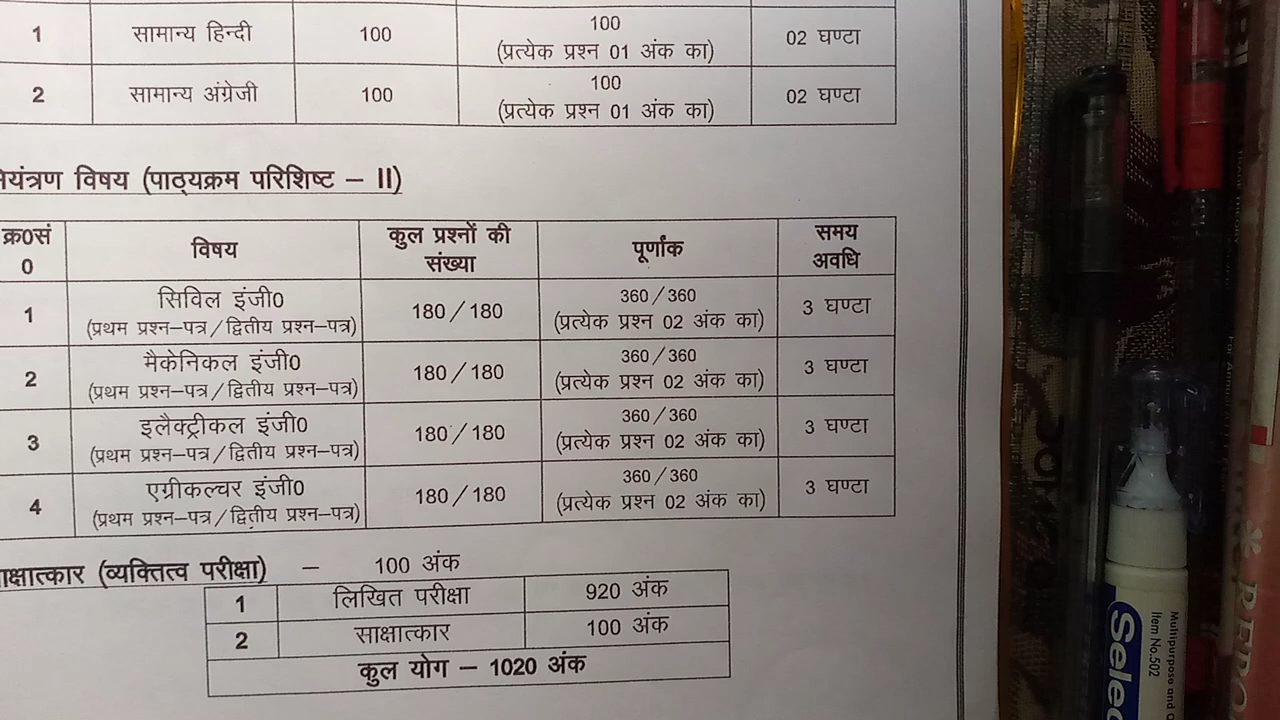 1 सामान्य हिन्दी 100 100 (प्रत्येक प्रश्न 01 अंक का) 02 घण्टा
2 सामान्य अंग्रेजी 100 100 (प्रत्येक प्रश्न 01 अंक का) 02 घण्टा
विषय (पाठ्यक्रम परिशिष्ट – II)
क्र0सं0 विषय कुल प्रश्नों की संख्या पूर्णांक समय अवधि
1 सिविल इंजी0 (प्रथम प्रश्न–पत्र/द्वितीय प्रश्न–पत्र) 180/180 360/360 (प्रत्येक प्रश्न 02 अंक का) 3 घण्टा
2 मैकेनिकल इंजी0 (प्रथम प्रश्न–पत्र/द्वितीय प्रश्न–पत्र) 180/180 360/360 (प्रत्येक प्रश्न 02 अंक का) 3 घण्टा
3 इलैक्ट्रीकल इंजी0 (प्रथम प्रश्न–पत्र/द्वितीय प्रश्न–पत्र) 180/180 360/360 (प्रत्येक प्रश्न 02 अंक का) 3 घण्टा
4 एग्रीकल्चर इंजी0 (प्रथम प्रश्न–पत्र/द्वितीय प्रश्न–पत्र) 180/180 360/360 (प्रत्येक प्रश्न 02 अंक का) 3 घण्टा
(व्यक्तित्व परीक्षा) – 100 अंक
1 लिखित परीक्षा 920 अंक
2 साक्षात्कार 100 अंक
कुल योग – 1020 अंक
Multipurpose and
Item No.502